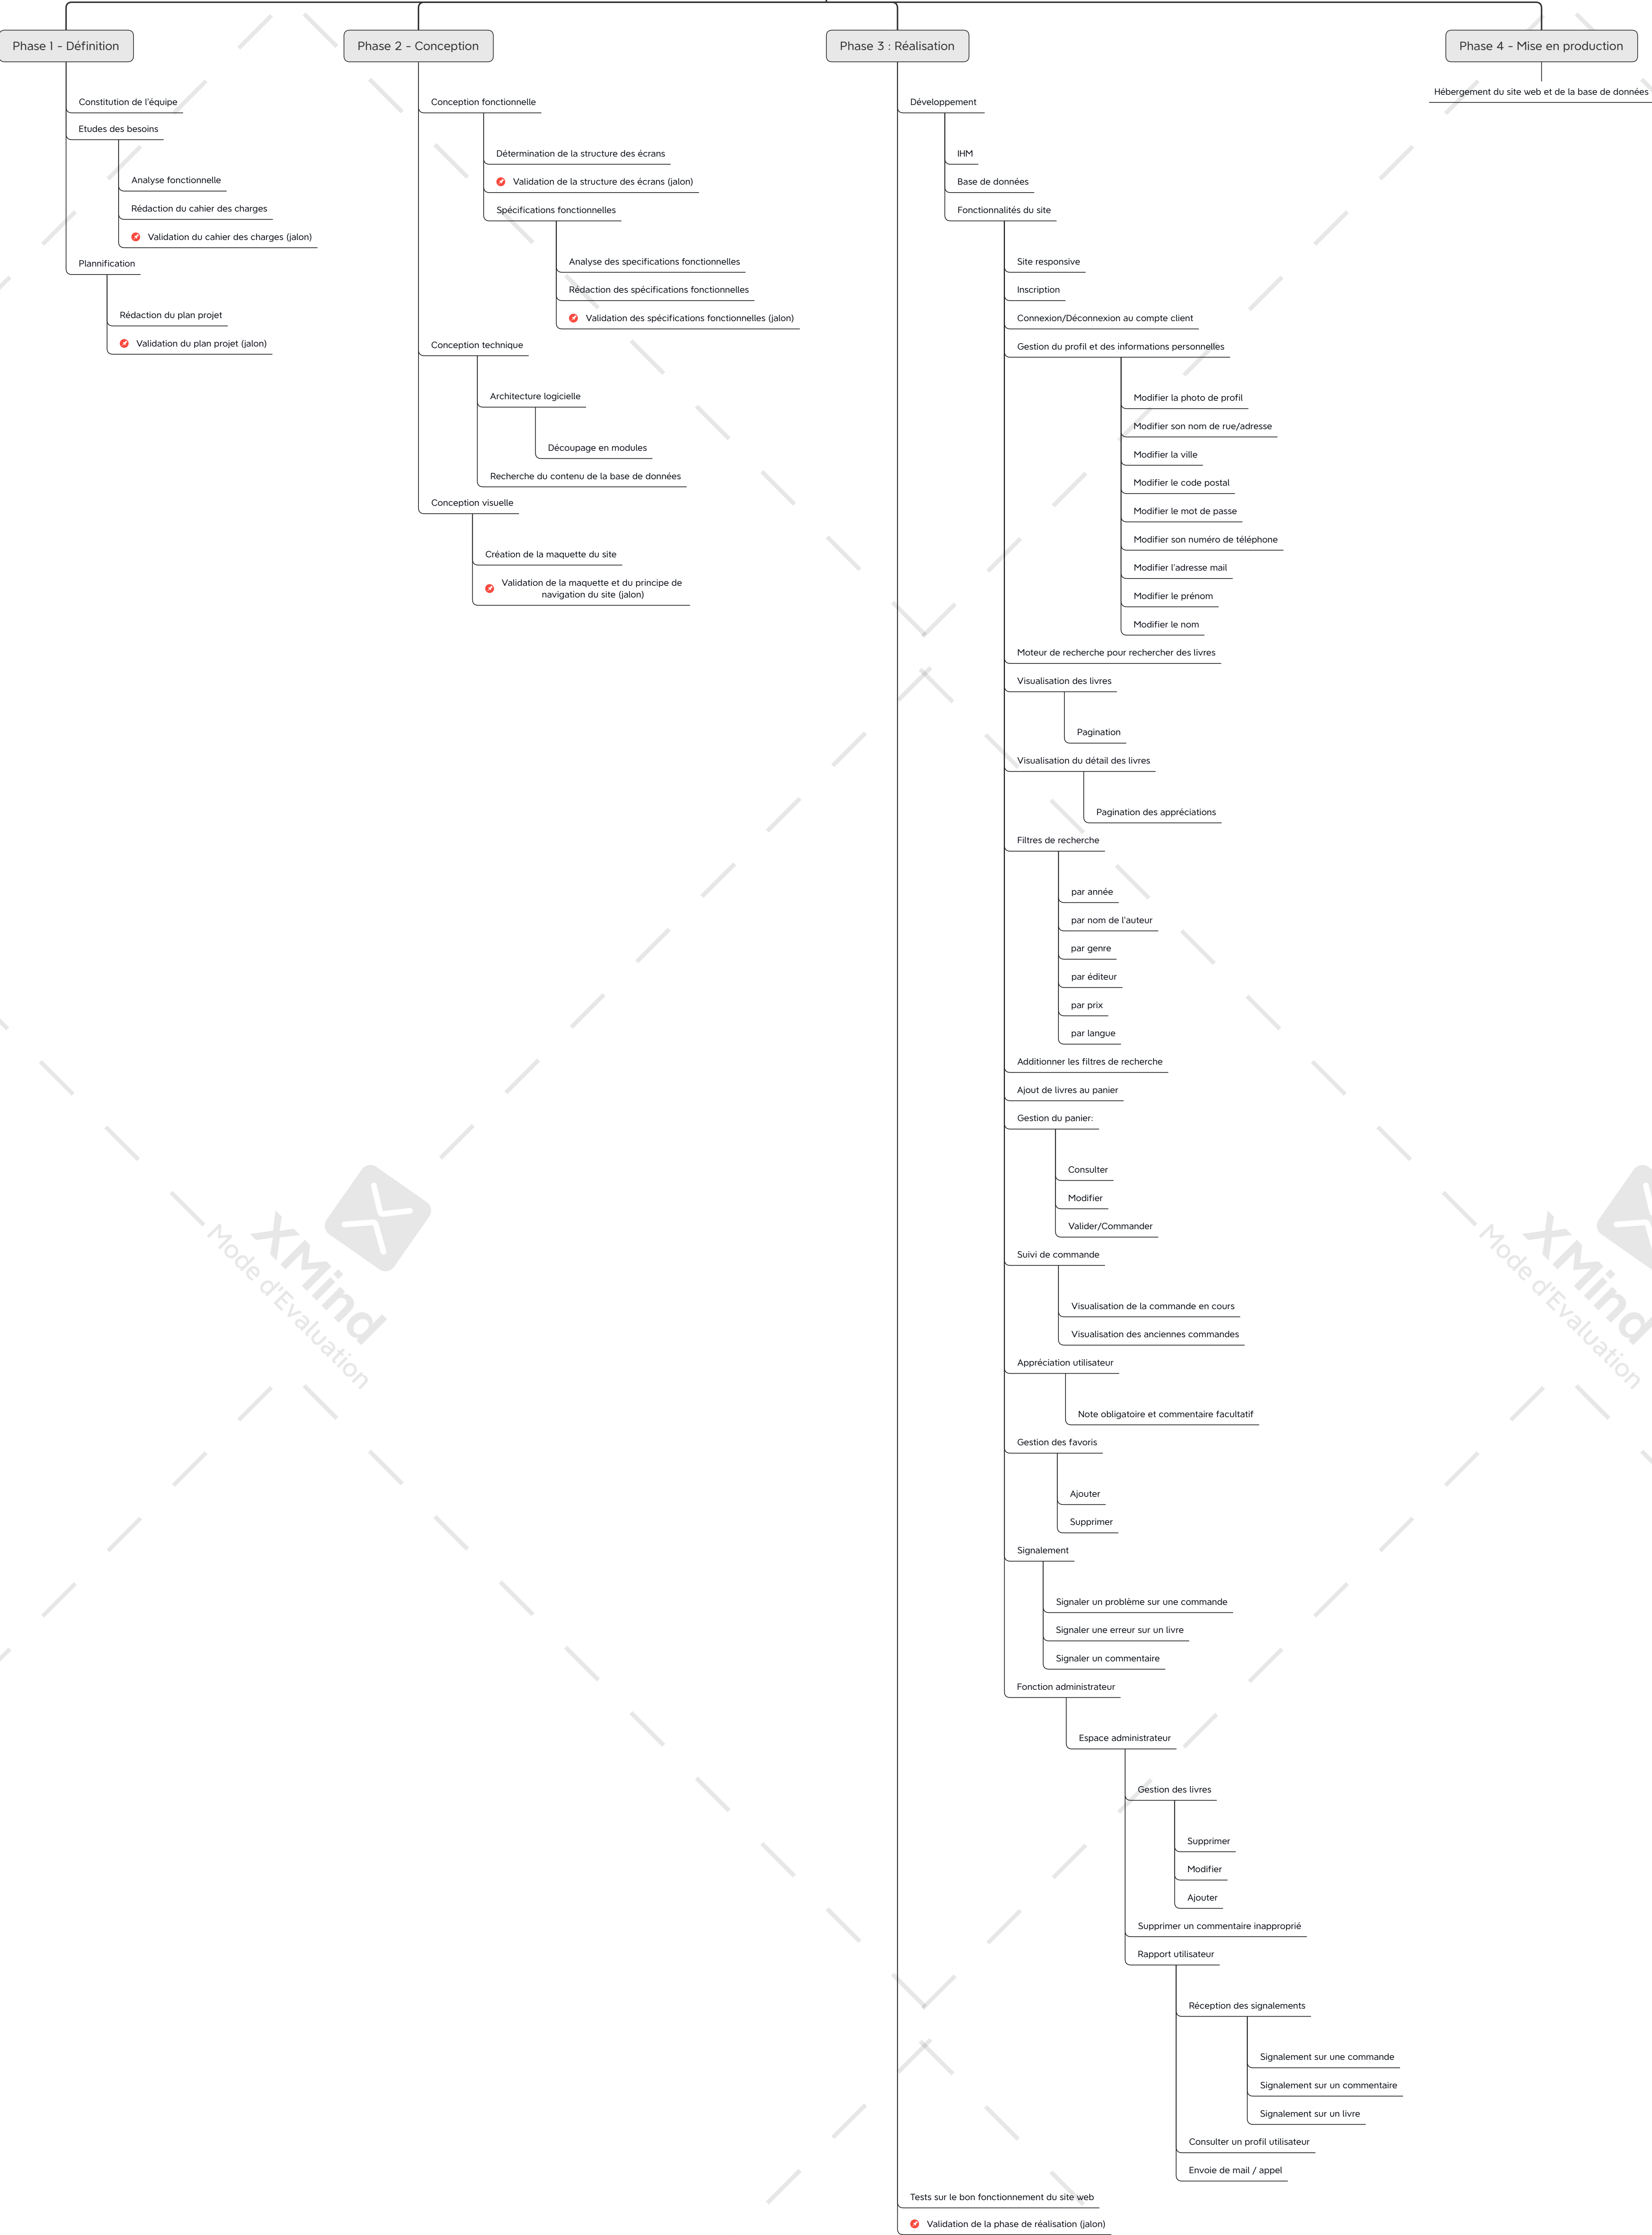 Phase 1 - Définition
Constitution de l'équipe
Etudes des besoins
Analyse fonctionnelle
Rédaction du cahier des charges
Validation du cahier des charges (jalon)
Plannification
Rédaction du plan projet
Validation du plan projet (jalon)
Phase 2 - Conception
Conception fonctionnelle
Détermination de la structure des écrans
Validation de la structure des écrans (jalon)
Spécifications fonctionnelles
Analyse des specifications fonctionnelles
Rédaction des spécifications fonctionnelles
Validation des spécifications fonctionnelles (jalon)
Conception technique
Architecture logicielle
Découpage en modules
Recherche du contenu de la base de données
Conception visuelle
Création de la maquette du site
Validation de la maquette et du principe de
navigation du site (jalon)
Phase 3 : Réalisation
Développement
IHM
Base de données
Fonctionnalités du site
Site responsive
Inscription
Connexion/Déconnexion au compte client
Gestion du profil et des informations personnelles
Modifier la photo de profil
Modifier son nom de rue/adresse
Modifier la ville
Modifier le code postal
Modifier le mot de passe
Modifier son numéro de téléphone
Modifier l'adresse mail
Modifier le prénom
Modifier le nom
Moteur de recherche pour rechercher des livres
Visualisation des livres
Pagination
Visualisation du détail des livres
Pagination des appréciations
Filtres de recherche
par année
par nom de l'auteur
par genre
par éditeur
par prix
par langue
Additionner les filtres de recherche
Ajout de livres au panier
Gestion du panier:
Consulter
Modifier
Valider/Commander
Suivi de commande
Visualisation de la commande en cours
Visualisation des anciennes commandes
Appréciation utilisateur
Note obligatoire et commentaire facultatif
Gestion des favoris
Ajouter
Supprimer
Signalement
Signaler un problème sur une commande
Signaler une erreur sur un livre
Signaler un commentaire
Fonction administrateur
Espace administrateur
Gestion des livres
Supprimer
Modifier
Ajouter
Supprimer un commentaire inapproprié
Rapport utilisateur
Réception des signalements
Signalement sur une commande
Signalement sur un commentaire
Signalement sur un livre
Consulter un profil utilisateur
Envoie de mail / appel
Tests sur le bon fonctionnement du site web
Validation de la phase de réalisation (jalon)
Phase 4 - Mise en production
Hébergement du site web et de la base de données
XMind
Mode d'Evaluation
XMind
Mode d'Evaluation